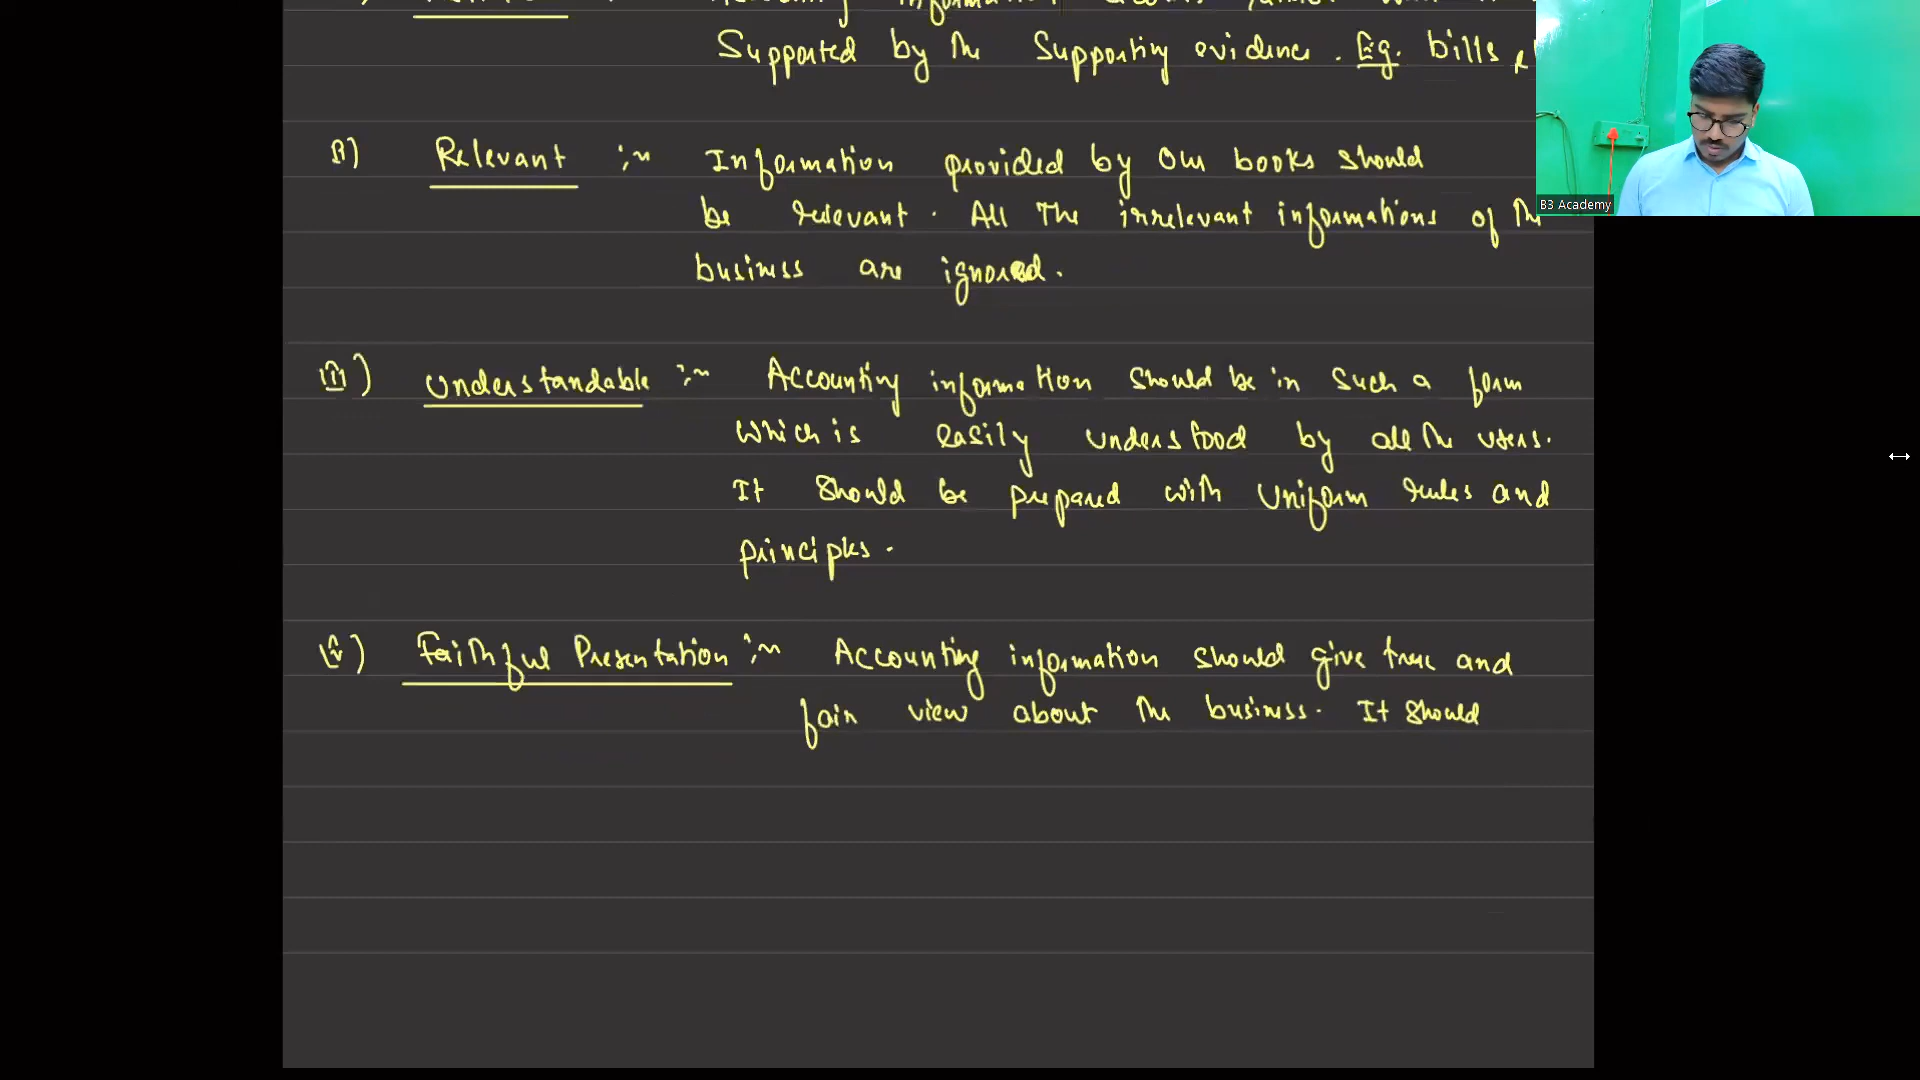 information
Supported by the Supporting evidence. Eg. bills,
B3 Academy
ii) Relevant :~ Information provided by our books should
be relevant. All the irrelevant informations of the
business are ignored.
iii) Understandable :~ Accounting information should be in such a form
which is easily understood by all the users.
It should be prepared with uniform rules and
principles.
iv) Faithful Presentation :~ Accounting information should give true and
fair view about the business. It should